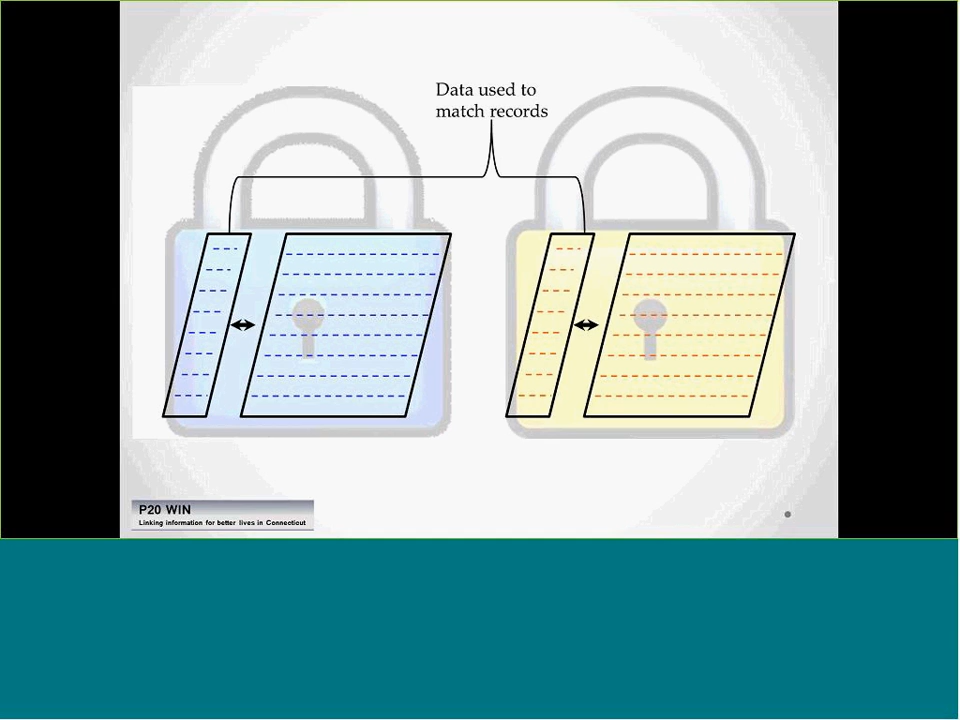 Data used to
match records
P20 WIN
Linking information for better lives in Connecticut